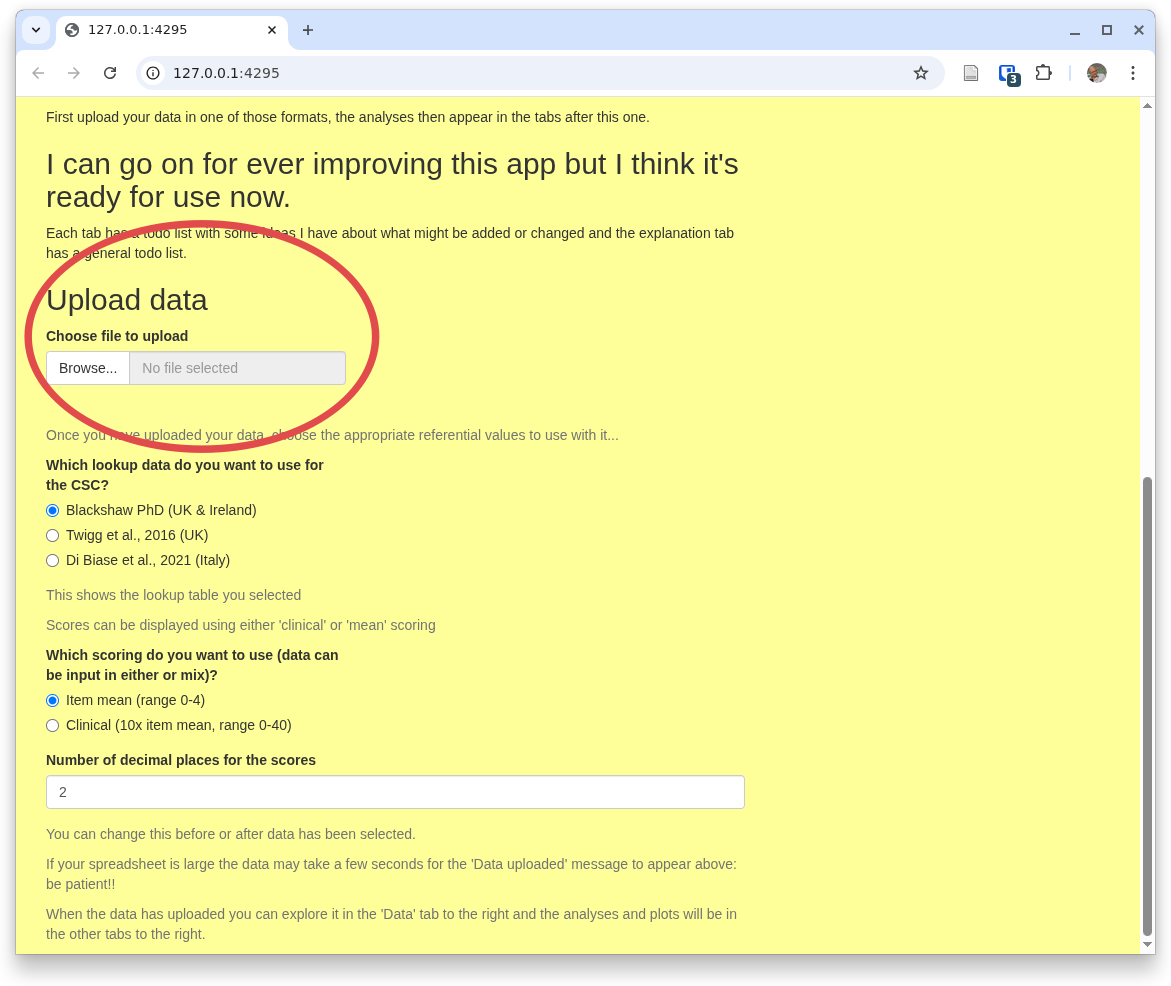 127.0.0.1:4295
127.0.0.1:4295
3
First upload your data in one of those formats, the analyses then appear in the tabs after this one.
I can go on for ever improving this app but I think it's
ready for use now.
Each tab has a todo list with some ideas I have about what might be added or changed and the explanation tab
has a general todo list.
Upload data
Choose file to upload
Browse... No file selected
Once you have uploaded your data, choose the appropriate referential values to use with it...
Which lookup data do you want to use for
the CSC?
Blackshaw PhD (UK & Ireland)
Twigg et al., 2016 (UK)
Di Biase et al., 2021 (Italy)
This shows the lookup table you selected
Scores can be displayed using either 'clinical' or 'mean' scoring
Which scoring do you want to use (data can
be input in either or mix)?
Item mean (range 0-4)
Clinical (10x item mean, range 0-40)
Number of decimal places for the scores
2
You can change this before or after data has been selected.
If your spreadsheet is large the data may take a few seconds for the 'Data uploaded' message to appear above:
be patient!!
When the data has uploaded you can explore it in the 'Data' tab to the right and the analyses and plots will be in
the other tabs to the right.